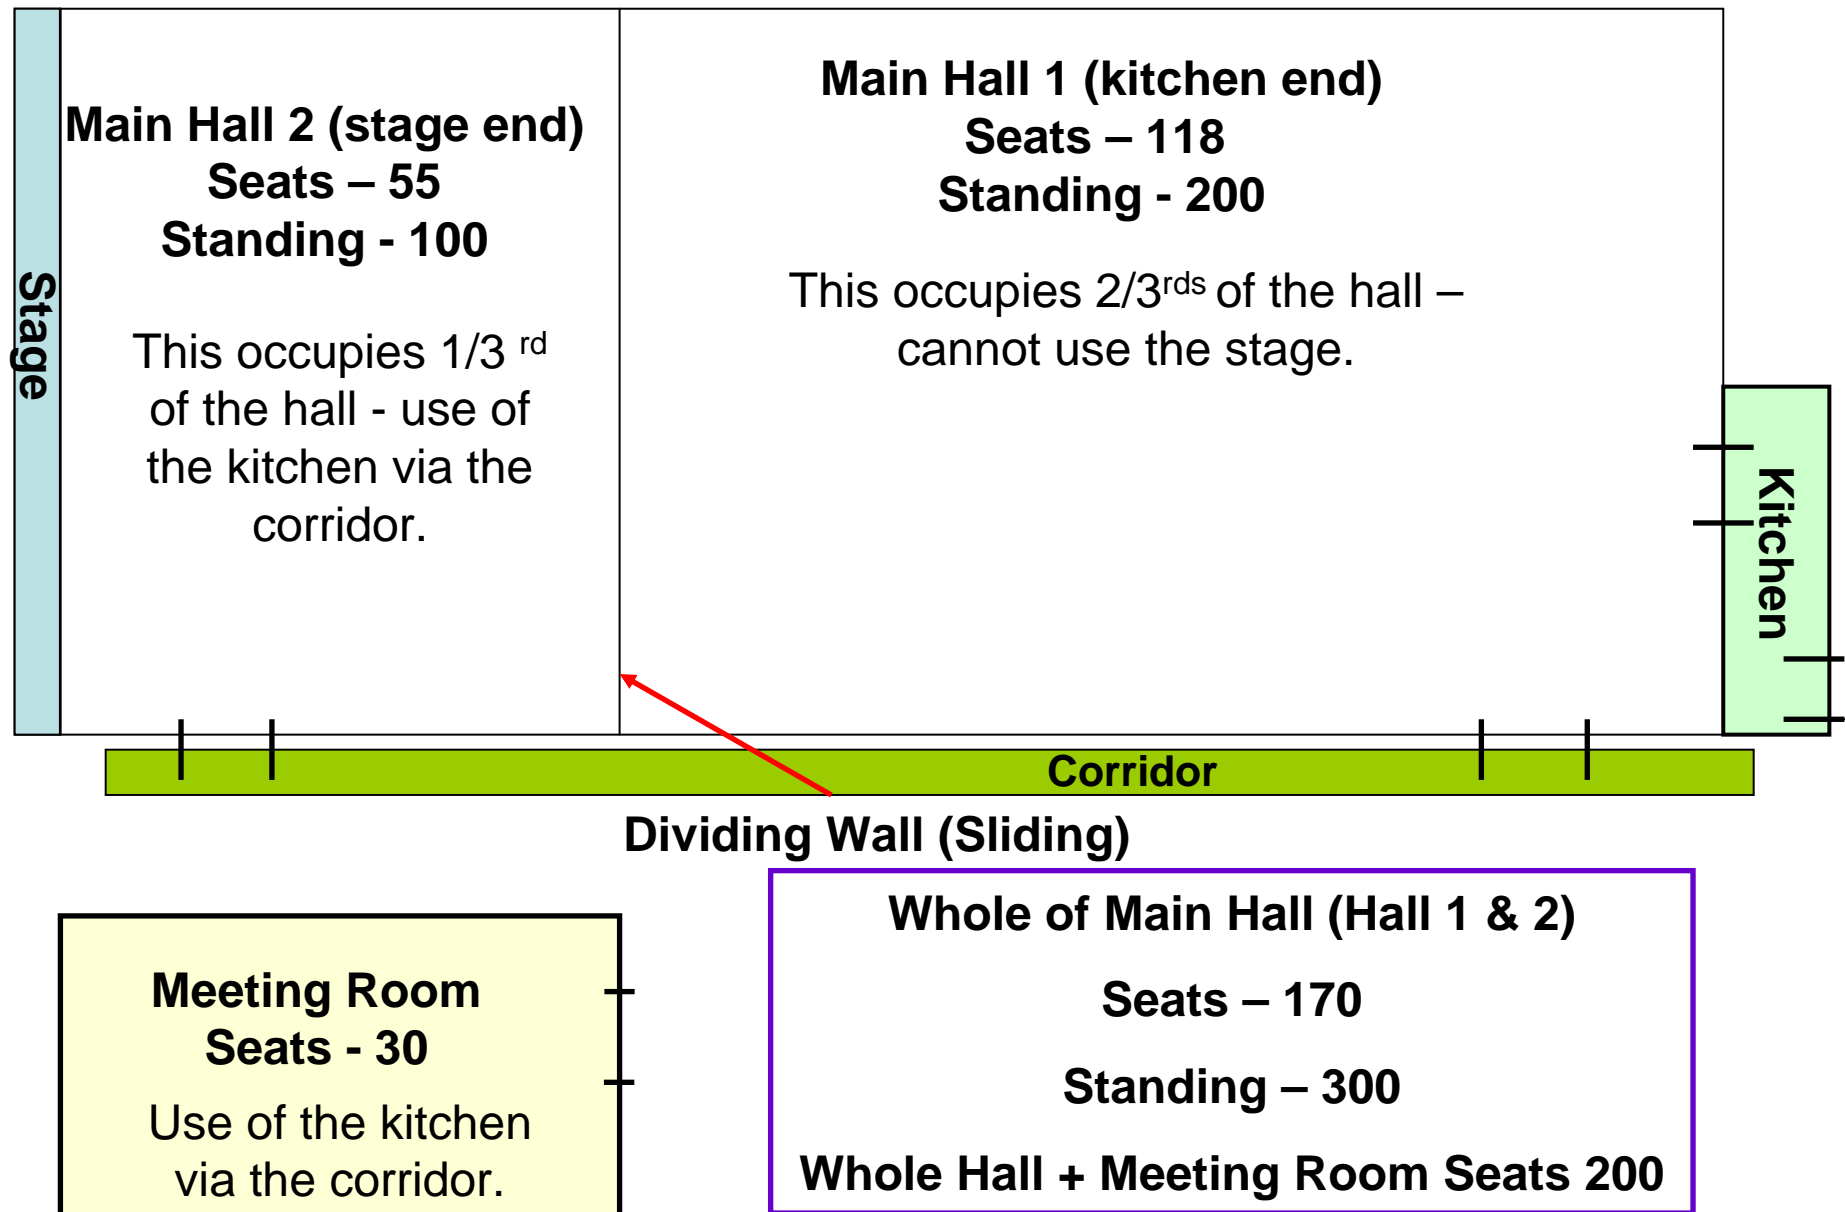 Stage
Main Hall 2 (stage end)
Seats – 55
Standing - 100
This occupies 1/3 rd
of the hall - use of
the kitchen via the
corridor.
Main Hall 1 (kitchen end)
Seats – 118
Standing - 200
This occupies 2/3rds of the hall –
cannot use the stage.
Kitchen
Corridor
Dividing Wall (Sliding)
Meeting Room
Seats - 30
Use of the kitchen
via the corridor.
Whole of Main Hall (Hall 1 & 2)
Seats – 170
Standing – 300
Whole Hall + Meeting Room Seats 200